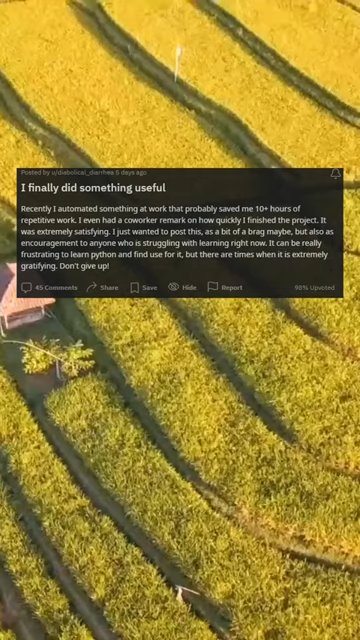 Posted by u/diabolical_diarrhea 5 days ago
I finally did something useful
Recently I automated something at work that probably saved me 10+ hours of
repetitive work. I even had a coworker remark on how quickly I finished the project. It
was extremely satisfying. I just wanted to post this, as a bit of a brag maybe, but also as
encouragement to anyone who is struggling with learning right now. It can be really
frustrating to learn python and find use for it, but there are times when it is extremely
gratifying. Don't give up!
45 Comments Share Save Hide Report 98% Upvoted